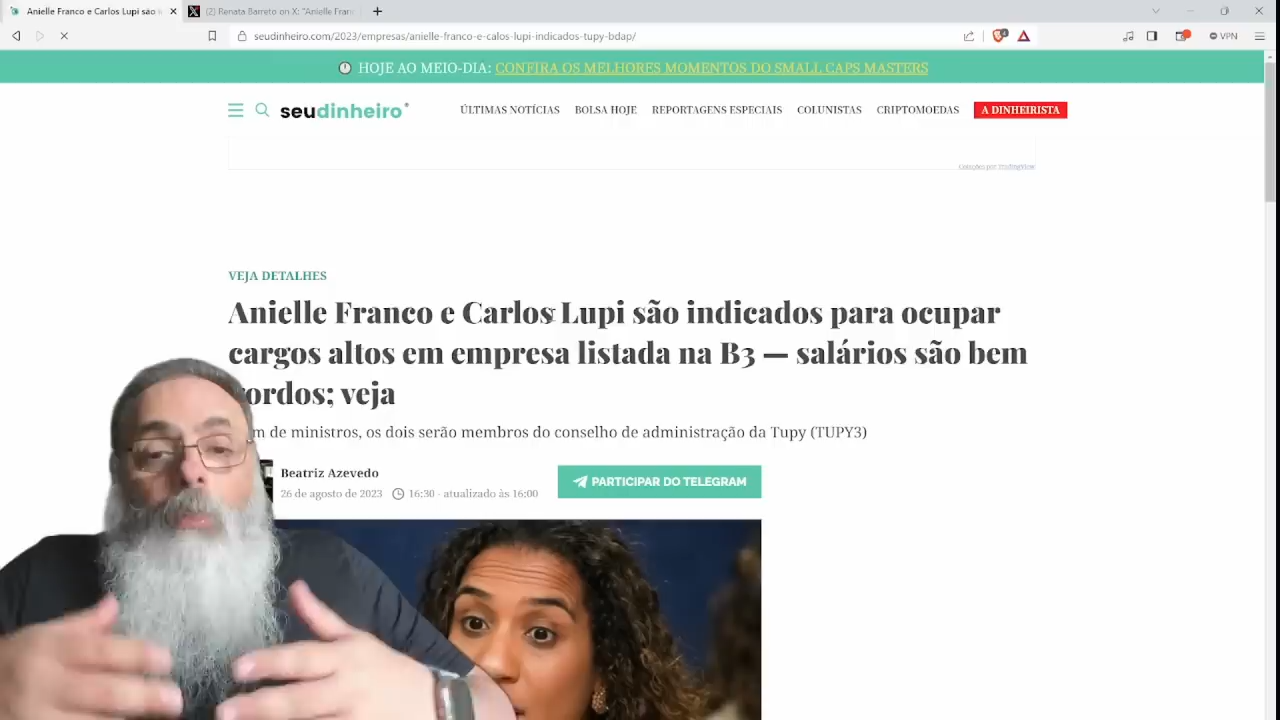 Anielle Franco e Carlos Lupi são
(2) Renata Barreto on X: "Anielle Fran
seudinheiro.com/2023/empresas/anielle-franco-e-calos-lupi-indicados-tupy-bdap/
VPN
HOJE AO MEIO-DIA: CONFIRA OS MELHORES MOMENTOS DO SMALL CAPS MASTERS
seudinheiro
ÚLTIMAS NOTÍCIAS BOLSA HOJE REPORTAGENS ESPECIAIS COLUNISTAS CRIPTOMOEDAS A DINHEIRISTA
Cotações por TradingView
VEJA DETALHES
Anielle Franco e Carlos Lupi são indicados para ocupar
cargos altos em empresa listada na B3 — salários são bem
ordos; veja
m de ministros, os dois serão membros do conselho de administração da Tupy (TUPY3)
Beatriz Azevedo
26 de agosto de 2023 16:30 - atualizado às 16:00
PARTICIPAR DO TELEGRAM